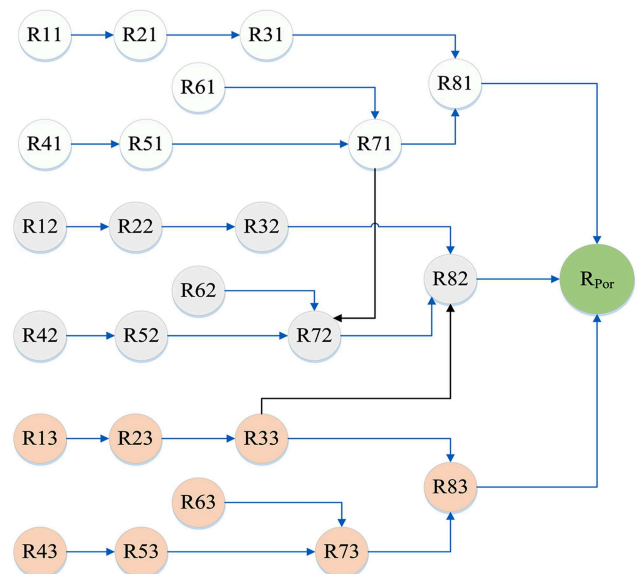 R11 R21 R31
R61 R81
R41 R51 R71
R12 R22 R32
R62 R82 R_Por
R42 R52 R72
R13 R23 R33
R63 R83
R43 R53 R73